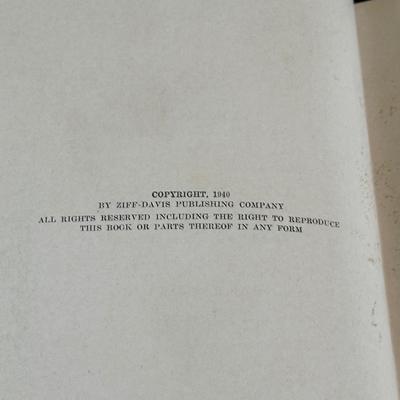 COPYRIGHT, 1940
BY ZIFF-DAVIS PUBLISHING COMPANY
ALL RIGHTS RESERVED INCLUDING THE RIGHT TO REPRODUCE
THIS BOOK OR PARTS THEREOF IN ANY FORM